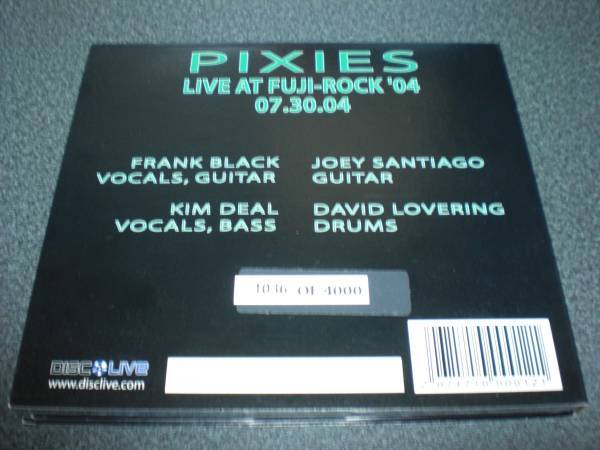 PIXIES
LIVE AT FUJI-ROCK '04
07.30.04
FRANK BLACK
VOCALS, GUITAR
JOEY SANTIAGO
GUITAR
KIM DEAL
VOCALS, BASS
DAVID LOVERING
DRUMS
1036 OF 4000
DISC LIVE
www.disclive.com